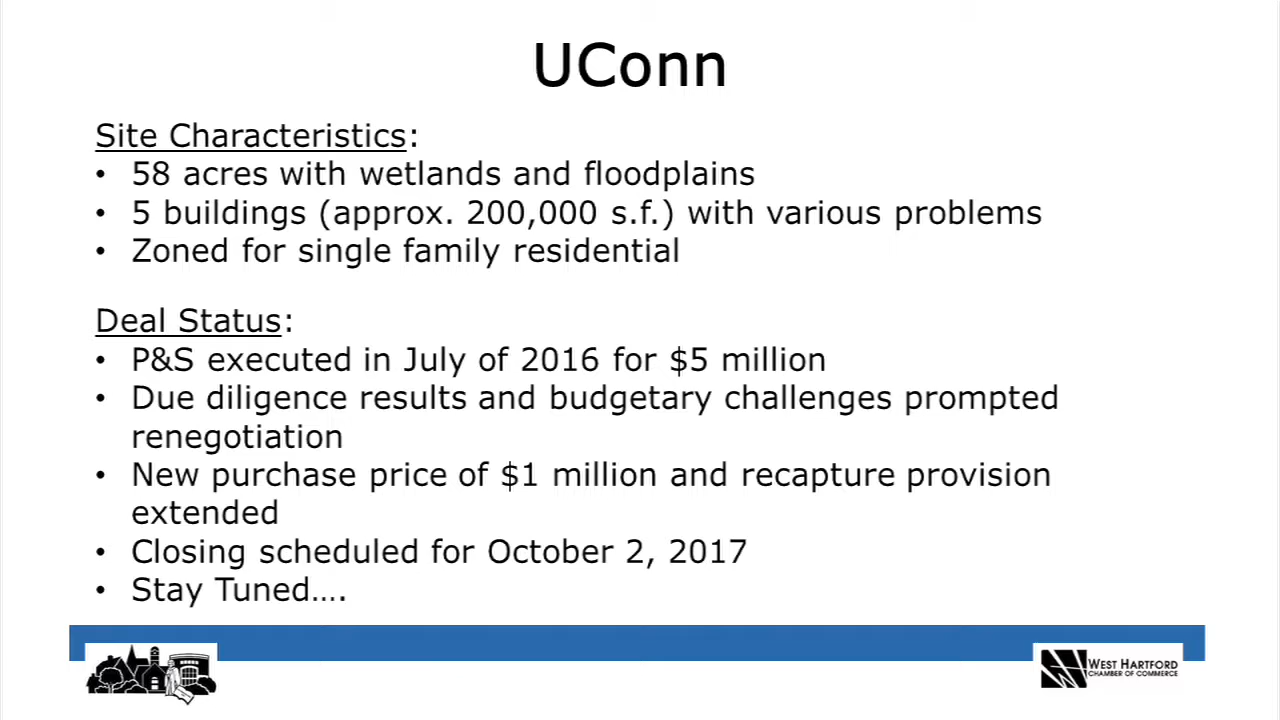 UConn
Site Characteristics:
• 58 acres with wetlands and floodplains
• 5 buildings (approx. 200,000 s.f.) with various problems
• Zoned for single family residential
Deal Status:
• P&S executed in July of 2016 for $5 million
• Due diligence results and budgetary challenges prompted
renegotiation
• New purchase price of $1 million and recapture provision
extended
• Closing scheduled for October 2, 2017
• Stay Tuned….
WEST HARTFORD
CHAMBER OF COMMERCE